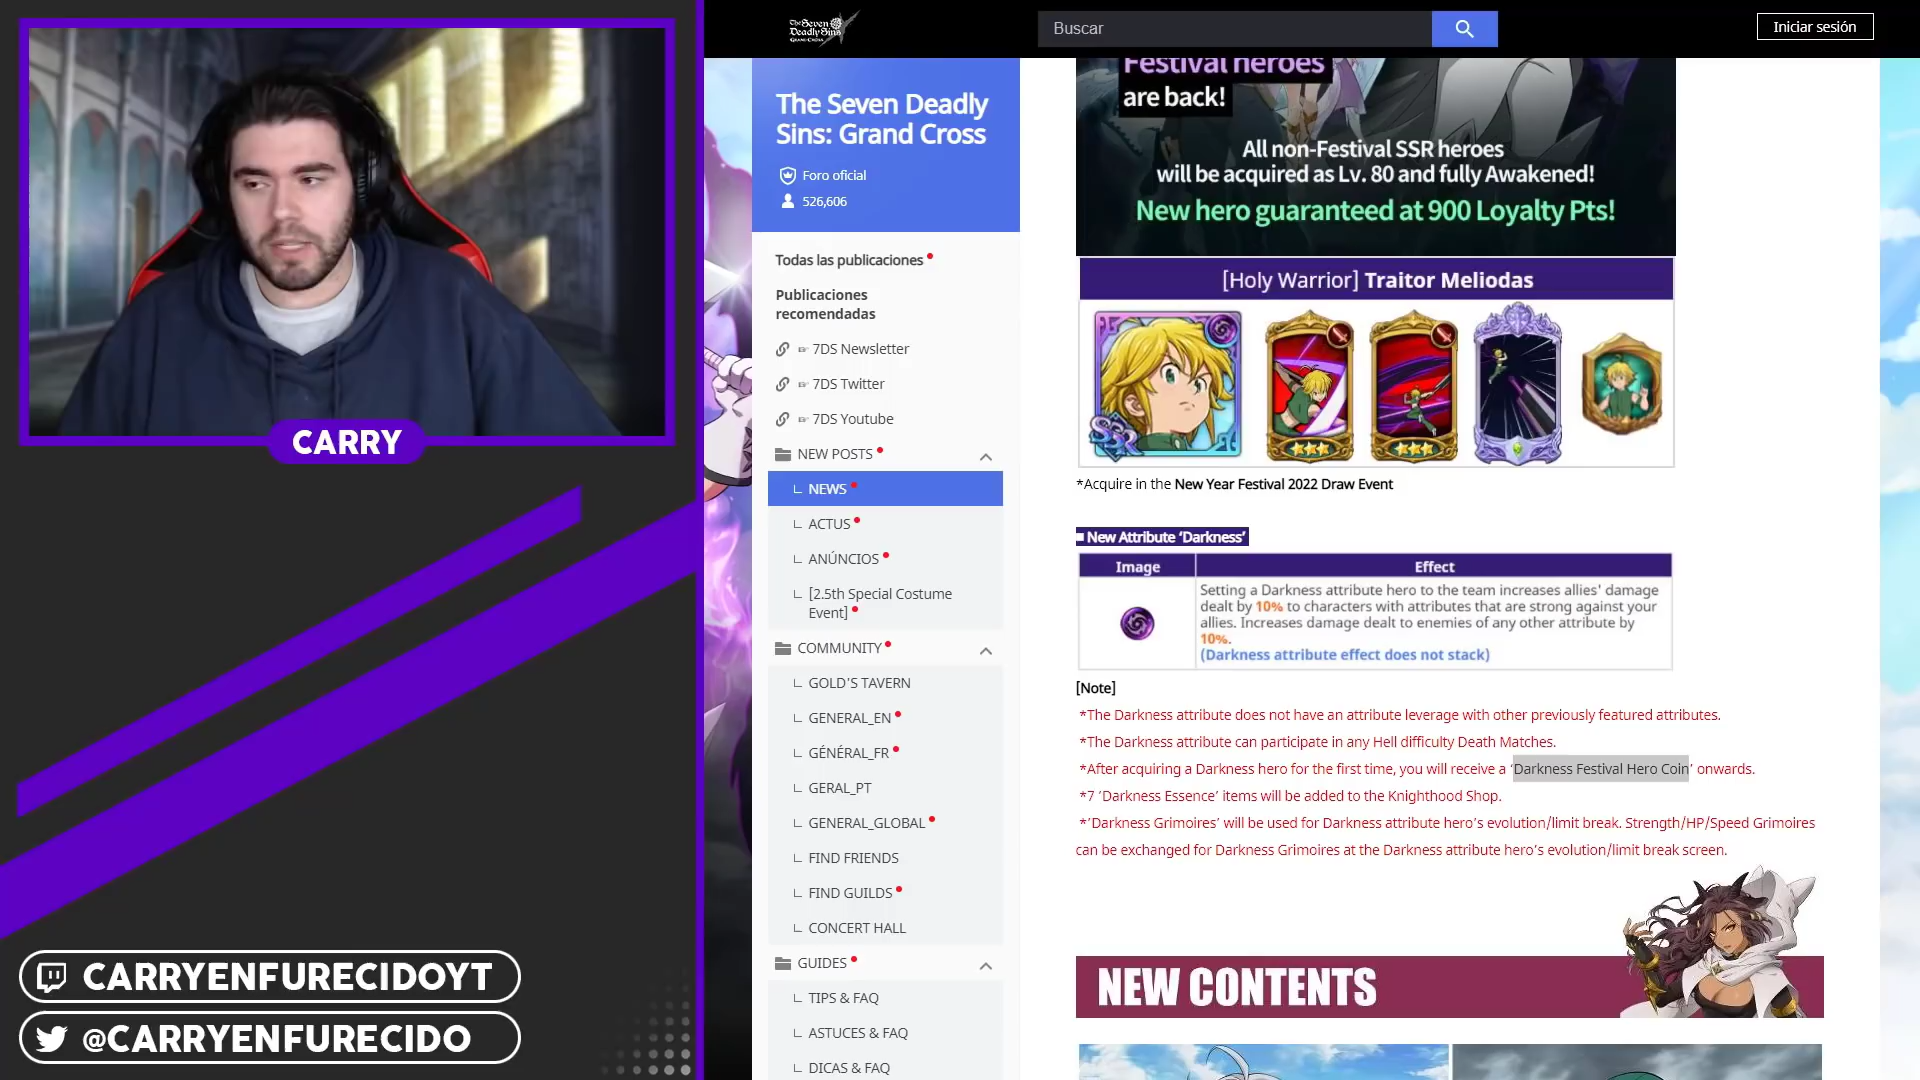 CARRY
CARRYENFURECIDOYT
@CARRYENFURECIDO
The Seven
Deadly Sins
GRAND CROSS
Buscar
Iniciar sesión
The Seven Deadly
Sins: Grand Cross
Foro oficial
526,606
Todas las publicaciones
Publicaciones
recomendadas
7DS Newsletter
7DS Twitter
7DS Youtube
NEW POSTS
NEWS
ACTUS
ANÚNCIOS
[2.5th Special Costume
Event]
COMMUNITY
GOLD'S TAVERN
GENERAL_EN
GÉNÉRAL_FR
GERAL_PT
GENERAL_GLOBAL
FIND FRIENDS
FIND GUILDS
CONCERT HALL
GUIDES
TIPS & FAQ
ASTUCES & FAQ
DICAS & FAQ
Festival heroes
are back!
All non-Festival SSR heroes
will be acquired as Lv. 80 and fully Awakened!
New hero guaranteed at 900 Loyalty Pts!
[Holy Warrior] Traitor Meliodas
SSR
*Acquire in the New Year Festival 2022 Draw Event
■ New Attribute ‘Darkness’
Image Effect
Setting a Darkness attribute hero to the team increases allies' damage
dealt by 10% to characters with attributes that are strong against your
allies. Increases damage dealt to enemies of any other attribute by
10%.
(Darkness attribute effect does not stack)
[Note]
*The Darkness attribute does not have an attribute leverage with other previously featured attributes.
*The Darkness attribute can participate in any Hell difficulty Death Matches.
*After acquiring a Darkness hero for the first time, you will receive a ‘Darkness Festival Hero Coin’ onwards.
*7 ‘Darkness Essence’ items will be added to the Knighthood Shop.
*‘Darkness Grimoires’ will be used for Darkness attribute hero’s evolution/limit break. Strength/HP/Speed Grimoires
can be exchanged for Darkness Grimoires at the Darkness attribute hero’s evolution/limit break screen.
NEW CONTENTS